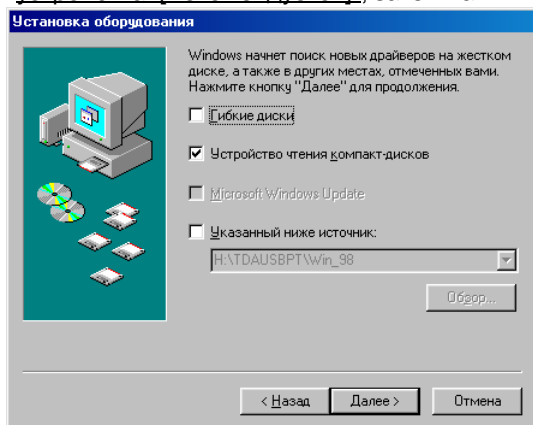 Установка оборудования
Windows начнет поиск новых драйверов на жестком
диске, а также в других местах, отмеченных вами.
Нажмите кнопку "Далее" для продолжения.
Гибкие диски
Устройство чтения компакт-дисков
Microsoft Windows Update
Указанный ниже источник:
H:\TDAUSBPT\Win_98
Обзор...
< Назад
Далее >
Отмена